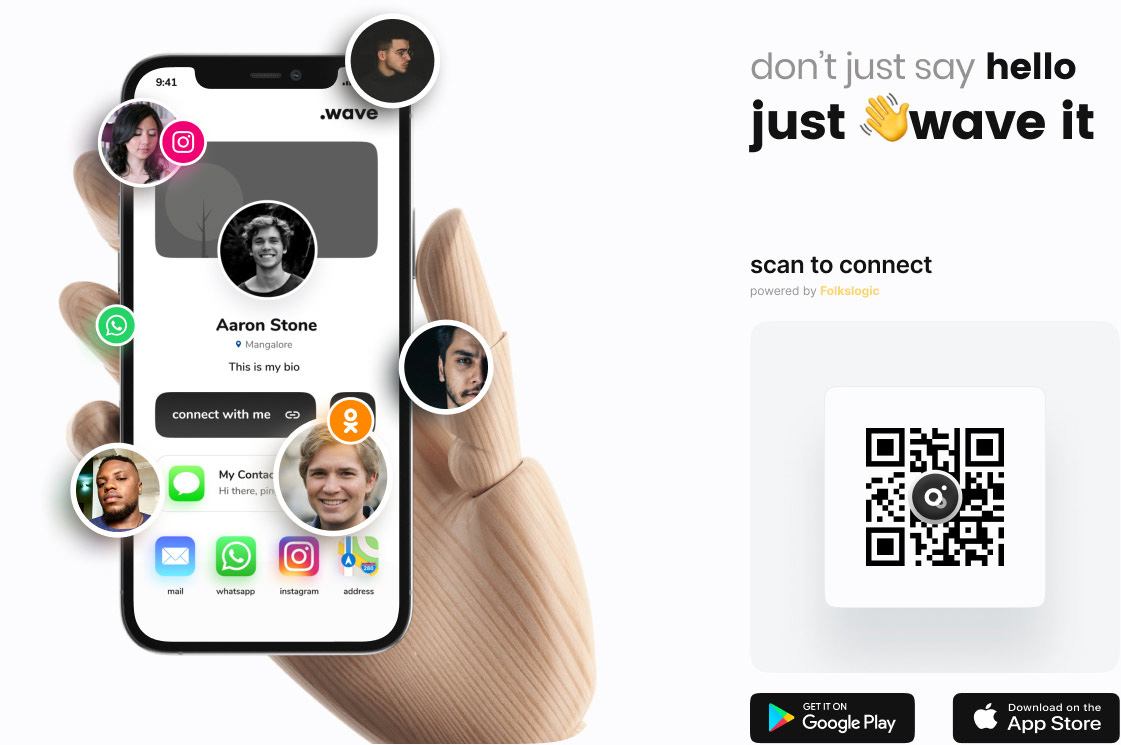 9:41
.wave
Aaron Stone
Mangalore
This is my bio
connect with me
My Contac
Hi there, pin
mail
whatsapp
instagram
address
280
don't just say hello
just 👋wave it
scan to connect
powered by Folkslogic
GET IT ON
Google Play
Download on the
App Store